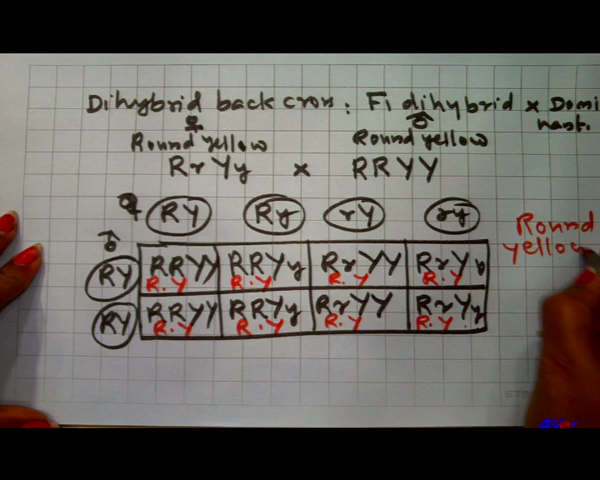 Dihybrid back cross : F1 dihybrid x Domi
nant.
♀ ♂
Round yellow Round yellow
RrYy x RRYY
♀ RY Ry rY ry
♂
RY RRYY RRYy RrYY RrYy
R.Y R.Y R.Y R.Y
RY RRYY RRYy RrYY RrYy
R.Y R.Y R.Y R.Y
Round
yellow